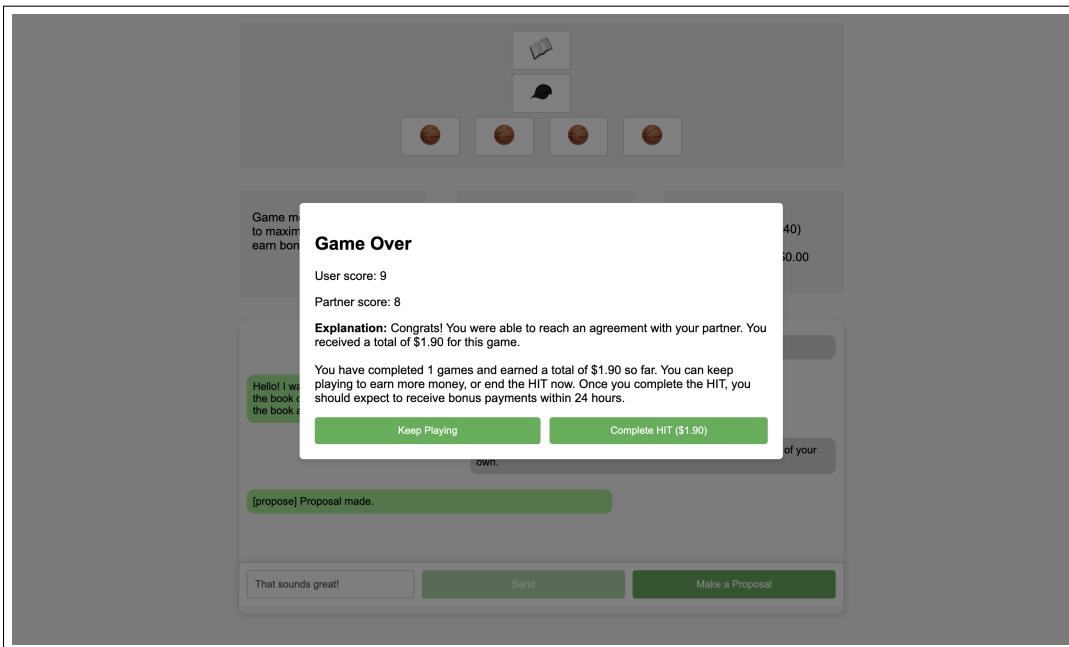 Game m
to maxim
earn bon
40)
$0.00
Game Over
User score: 9
Partner score: 8
Explanation: Congrats! You were able to reach an agreement with your partner. You
received a total of $1.90 for this game.
You have completed 1 games and earned a total of $1.90 so far. You can keep
playing to earn more money, or end the HIT now. Once you complete the HIT, you
should expect to receive bonus payments within 24 hours.
Keep Playing
Complete HIT ($1.90)
Hello! I wa
the book o
the book a
of your
own.
[propose] Proposal made.
That sounds great!
Send
Make a Proposal